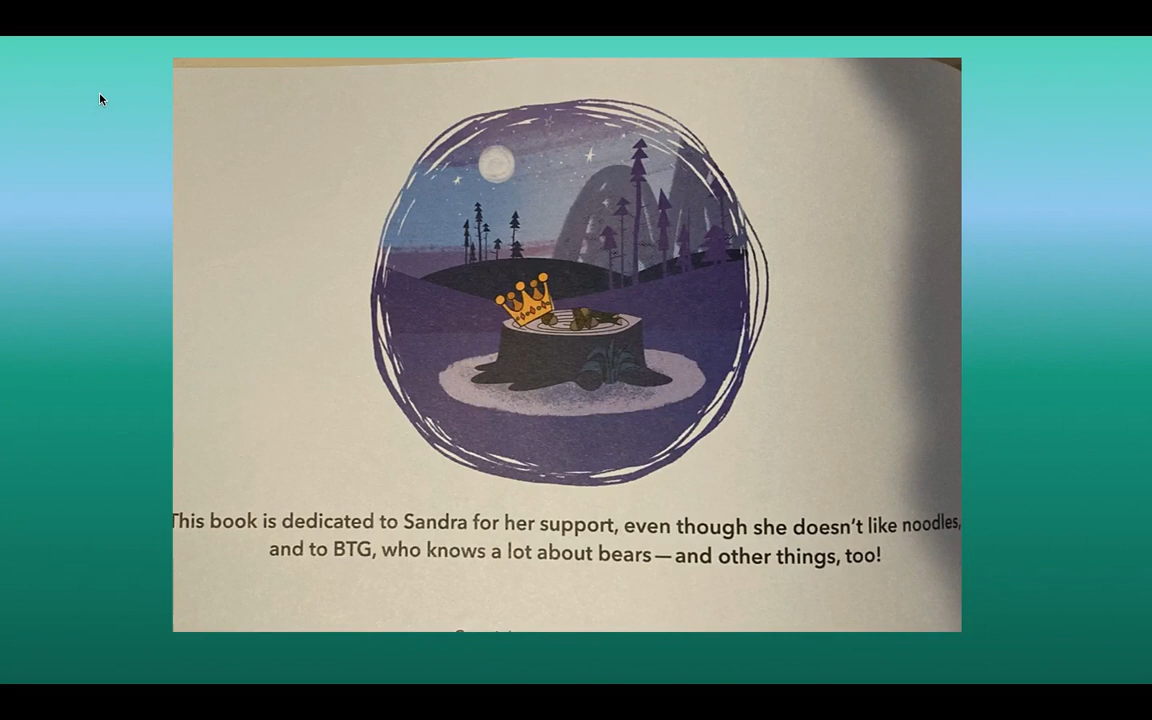 This book is dedicated to Sandra for her support, even though she doesn't like noodles,
and to BTG, who knows a lot about bears—and other things, too!